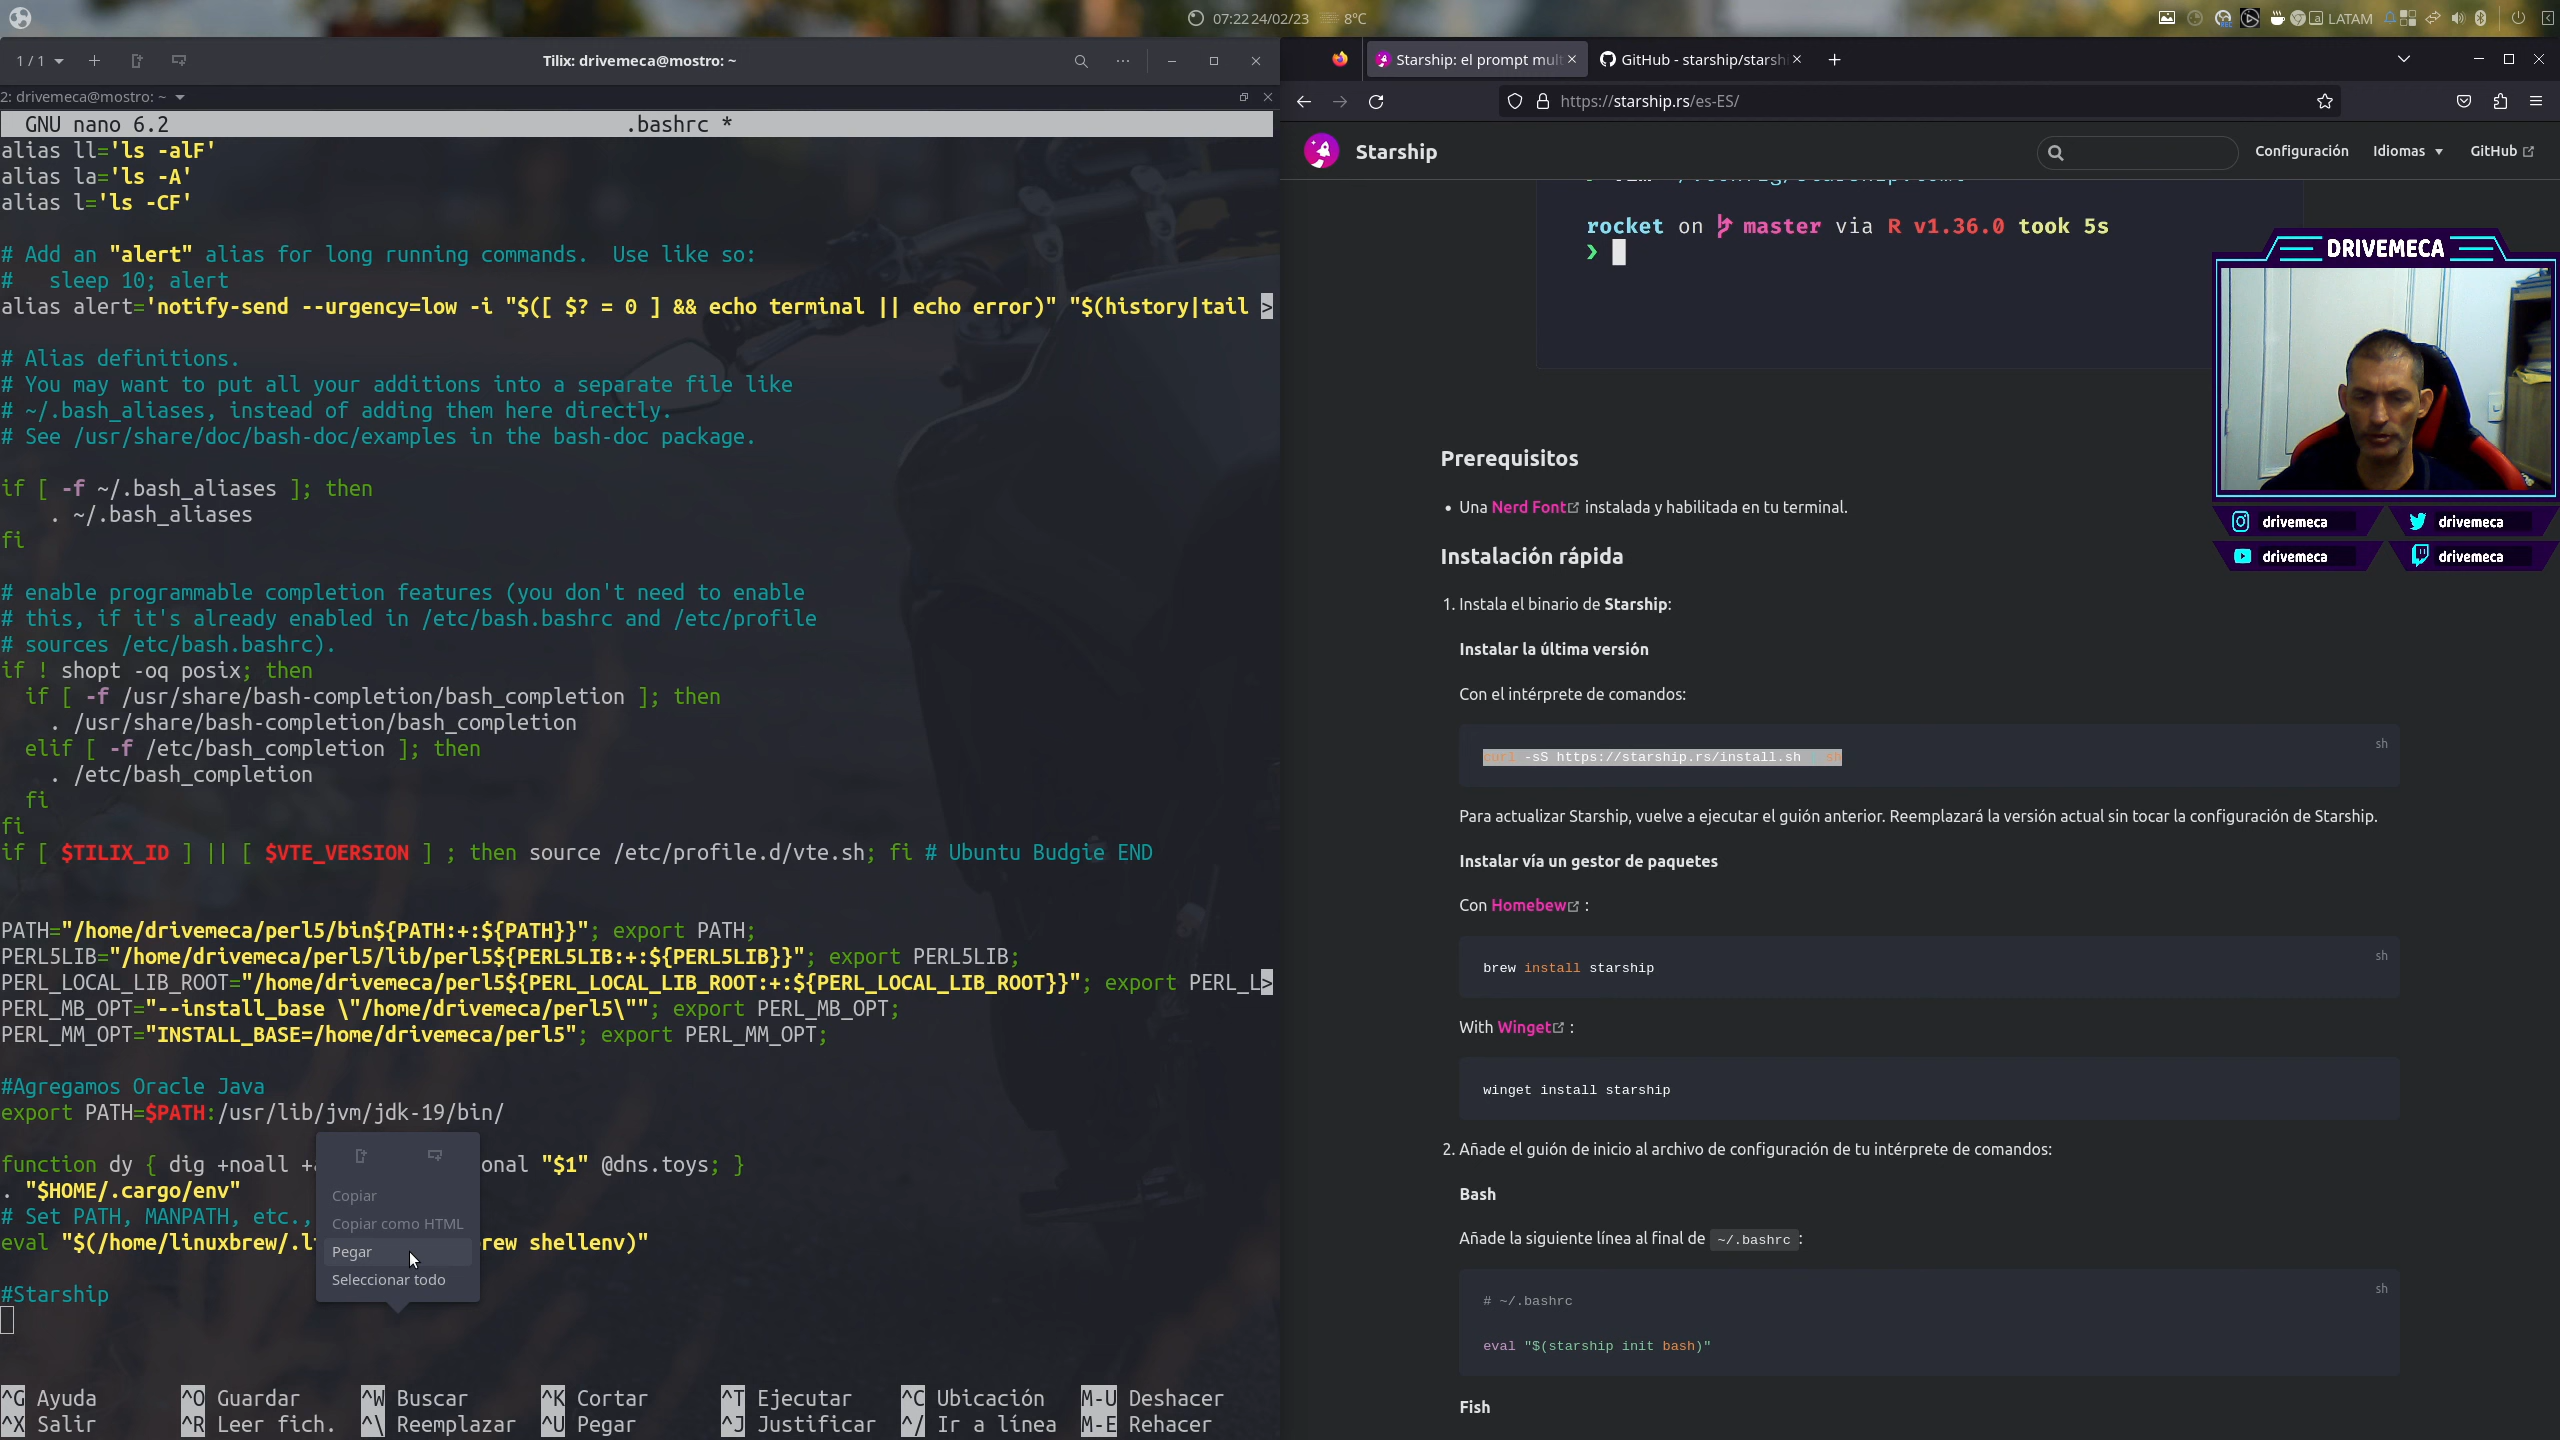 07:22 24/02/23 8°C LATAM
1 / 1 Tilix: drivemeca@mostro: ~
2: drivemeca@mostro: ~
GNU nano 6.2 .bashrc *
alias ll='ls -alF'
alias la='ls -A'
alias l='ls -CF'
# Add an "alert" alias for long running commands.  Use like so:
#   sleep 10; alert
alias alert='notify-send --urgency=low -i "$([ $? = 0 ] && echo terminal || echo error)" "$(history|tail >
# Alias definitions.
# You may want to put all your additions into a separate file like
# ~/.bash_aliases, instead of adding them here directly.
# See /usr/share/doc/bash-doc/examples in the bash-doc package.
if [ -f ~/.bash_aliases ]; then
    . ~/.bash_aliases
fi
# enable programmable completion features (you don't need to enable
# this, if it's already enabled in /etc/bash.bashrc and /etc/profile
# sources /etc/bash.bashrc).
if ! shopt -oq posix; then
  if [ -f /usr/share/bash-completion/bash_completion ]; then
    . /usr/share/bash-completion/bash_completion
  elif [ -f /etc/bash_completion ]; then
    . /etc/bash_completion
  fi
fi
if [ $TILIX_ID ] || [ $VTE_VERSION ] ; then source /etc/profile.d/vte.sh; fi # Ubuntu Budgie END
PATH="/home/drivemeca/perl5/bin${PATH:+:${PATH}}"; export PATH;
PERL5LIB="/home/drivemeca/perl5/lib/perl5${PERL5LIB:+:${PERL5LIB}}"; export PERL5LIB;
PERL_LOCAL_LIB_ROOT="/home/drivemeca/perl5${PERL_LOCAL_LIB_ROOT:+:${PERL_LOCAL_LIB_ROOT}}"; export PERL_L>
PERL_MB_OPT="--install_base \"/home/drivemeca/perl5\""; export PERL_MB_OPT;
PERL_MM_OPT="INSTALL_BASE=/home/drivemeca/perl5"; export PERL_MM_OPT;
#Agregamos Oracle Java
export PATH=$PATH:/usr/lib/jvm/jdk-19/bin/
function dy { dig +noall +a onal "$1" @dns.toys; }
. "$HOME/.cargo/env"
# Set PATH, MANPATH, etc.,
eval "$(/home/linuxbrew/.li rew shellenv)"
#Starship
Copiar
Copiar como HTML
Pegar
Seleccionar todo
^G Ayuda ^O Guardar ^W Buscar ^K Cortar ^T Ejecutar ^C Ubicación M-U Deshacer
^X Salir ^R Leer fich. ^\ Reemplazar ^U Pegar ^J Justificar ^/ Ir a línea M-E Rehacer
Starship: el prompt mult GitHub - starship/starshi
https://starship.rs/es-ES/
Starship Configuración Idiomas GitHub
rocket on master via R v1.36.0 took 5s
❯
Prerequisitos
• Una Nerd Font instalada y habilitada en tu terminal.
Instalación rápida
1. Instala el binario de Starship:
Instalar la última versión
Con el intérprete de comandos:
sh
curl -sS https://starship.rs/install.sh | sh
Para actualizar Starship, vuelve a ejecutar el guión anterior. Reemplazará la versión actual sin tocar la configuración de Starship.
Instalar vía un gestor de paquetes
Con Homebew :
sh
brew install starship
With Winget :
winget install starship
2. Añade el guión de inicio al archivo de configuración de tu intérprete de comandos:
Bash
Añade la siguiente línea al final de ~/.bashrc :
sh
# ~/.bashrc
eval "$(starship init bash)"
Fish
DRIVEMECA
drivemeca drivemeca
drivemeca drivemeca